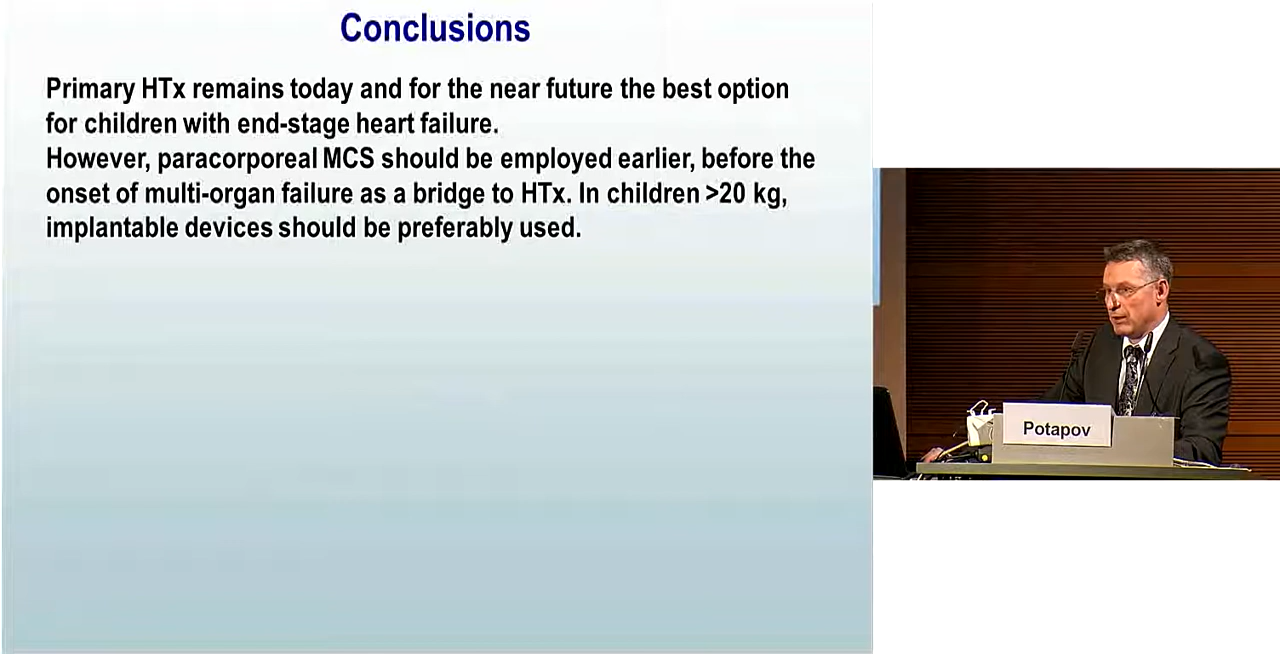 Conclusions
Primary HTx remains today and for the near future the best option
for children with end-stage heart failure.
However, paracorporeal MCS should be employed earlier, before the
onset of multi-organ failure as a bridge to HTx. In children >20 kg,
implantable devices should be preferably used.
Potapov